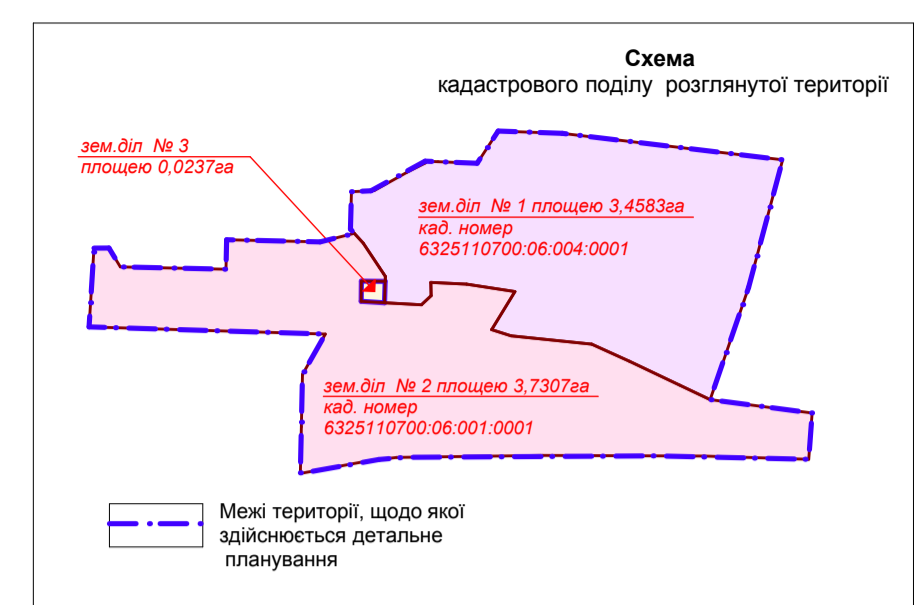 Схема
кадастрового поділу розглянутої території
зем.діл № 3
площею 0,0237га
зем.діл № 1 площею 3,4583га
кад. номер
6325110700:06:004:0001
зем.діл № 2 площею 3,7307га
кад. номер
6325110700:06:001:0001
Межі території, щодо якої
здійснюється детальне
планування